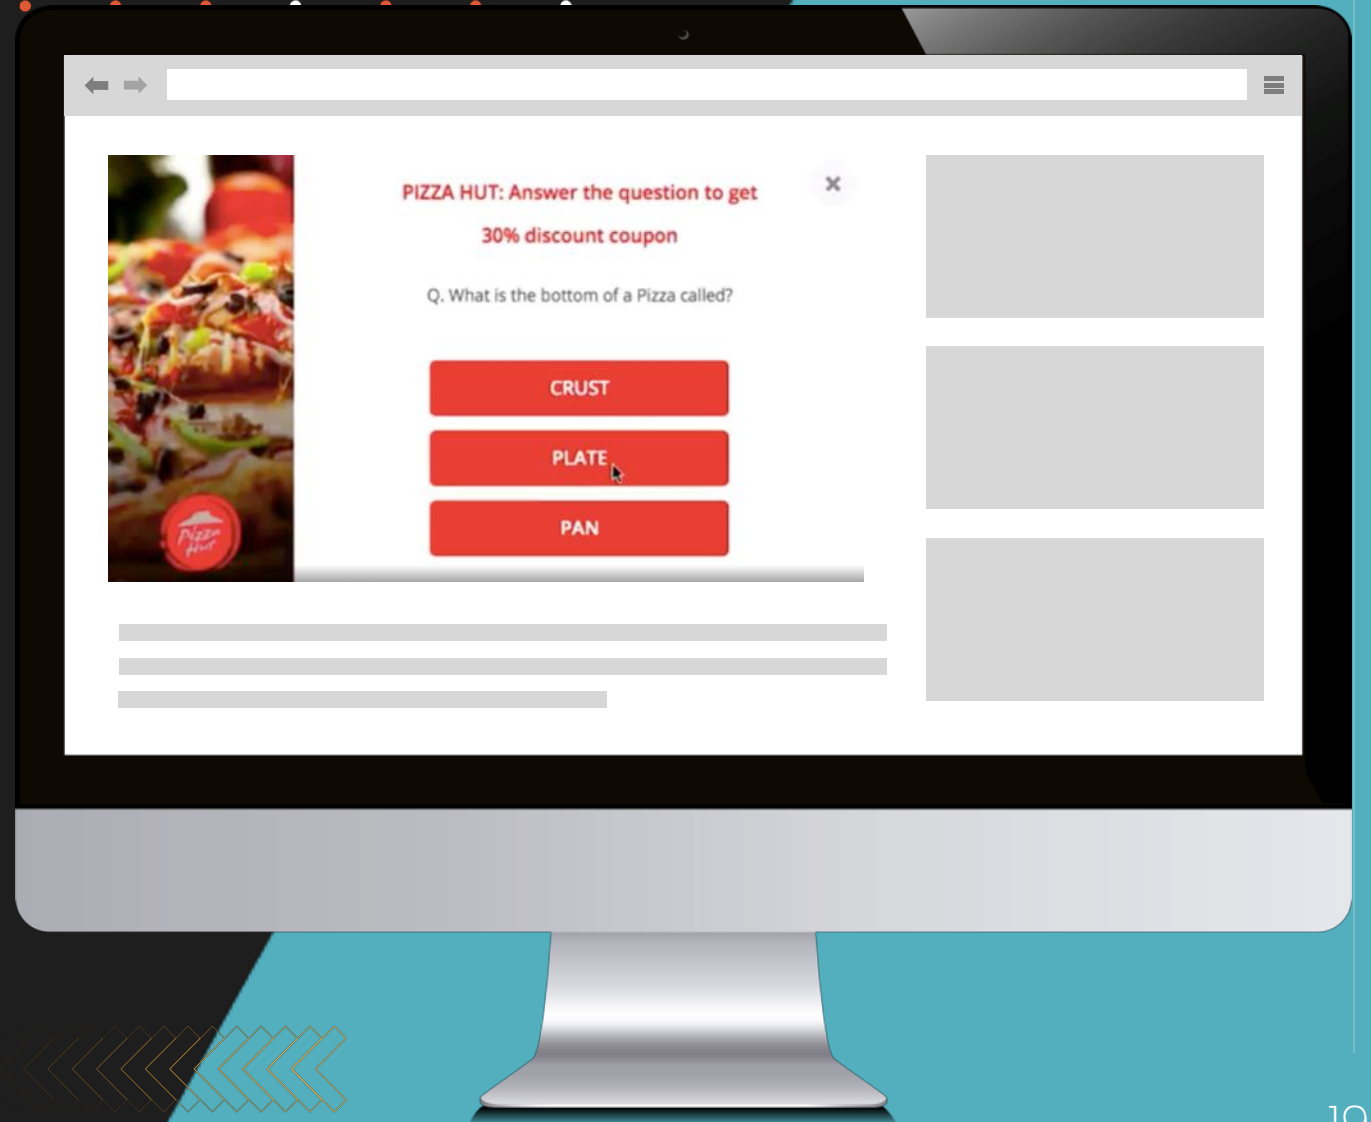 PIZZA HUT: Answer the question to get
30% discount coupon
Q. What is the bottom of a Pizza called?
CRUST
PLATE
PAN
Pizza
Hut
19